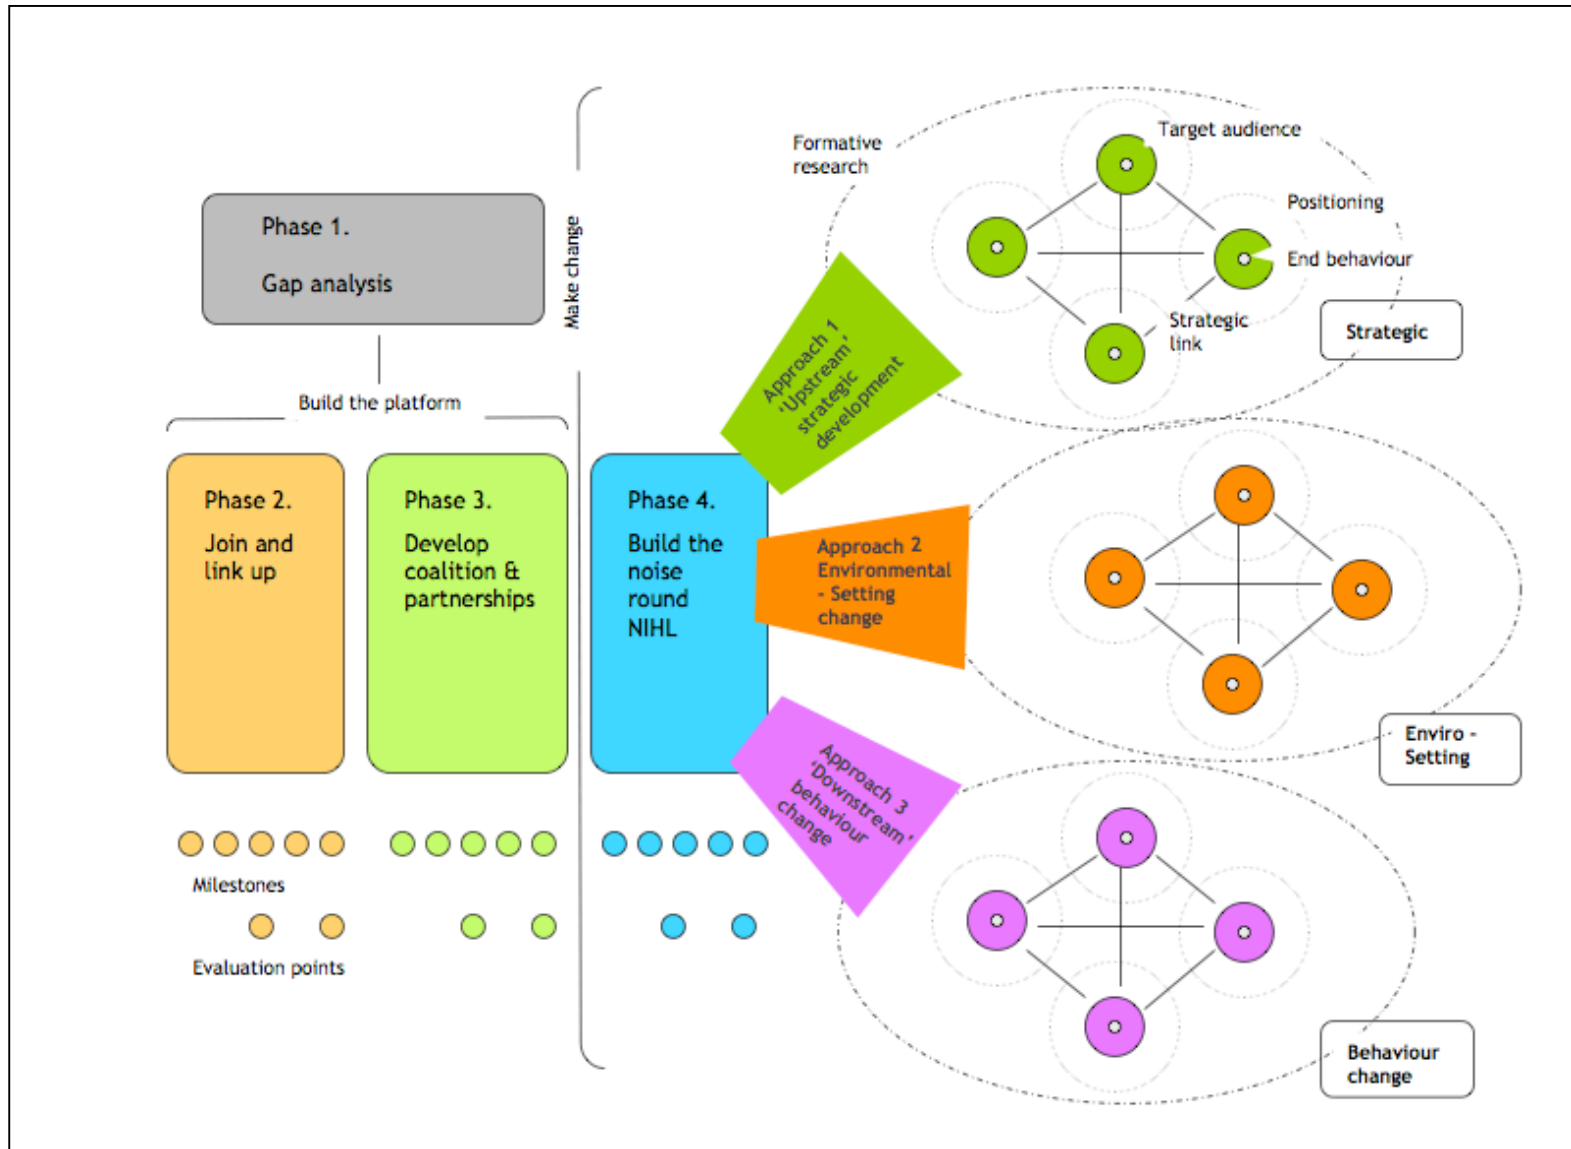 Phase 1.
Gap analysis
Build the platform
Phase 2.
Join and
link up
Phase 3.
Develop
coalition &
partnerships
Make change
Phase 4.
Build the
noise
round
NIHL
Milestones
Evaluation points
Approach 1
‘Upstream’
strategic
development
Approach 2
Environmental
- Setting
change
Approach 3
‘Downstream’
behaviour
change
Formative
research
Target audience
Positioning
End behaviour
Strategic
link
Strategic
Enviro -
Setting
Behaviour
change